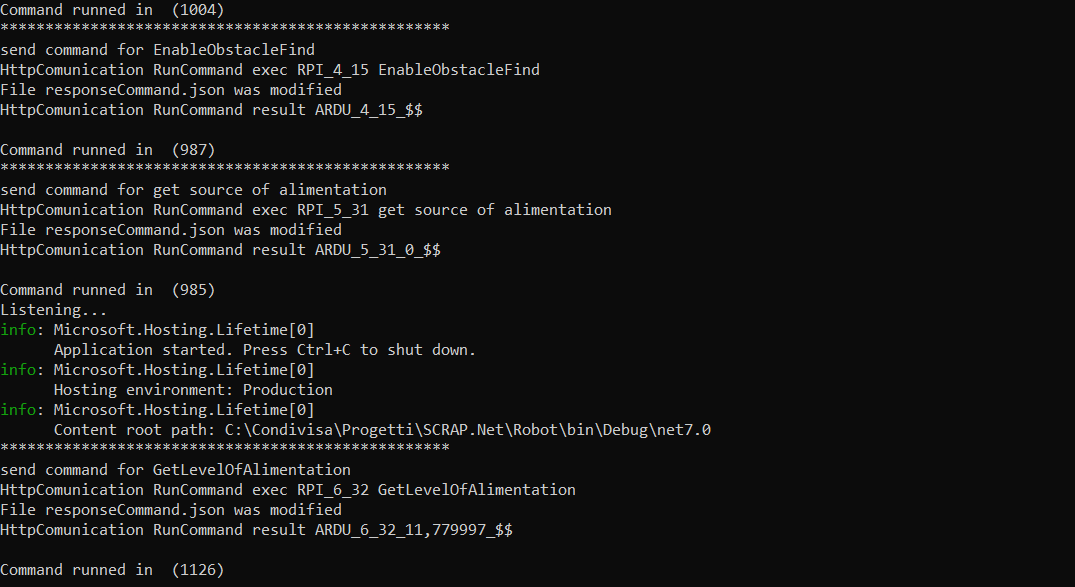 Command runned in  (1004)
**************************************************
send command for EnableObstacleFind
HttpComunication RunCommand exec RPI_4_15 EnableObstacleFind
File responseCommand.json was modified
HttpComunication RunCommand result ARDU_4_15_$$
Command runned in  (987)
**************************************************
send command for get source of alimentation
HttpComunication RunCommand exec RPI_5_31 get source of alimentation
File responseCommand.json was modified
HttpComunication RunCommand result ARDU_5_31_0_$$
Command runned in  (985)
Listening...
info: Microsoft.Hosting.Lifetime[0]
      Application started. Press Ctrl+C to shut down.
info: Microsoft.Hosting.Lifetime[0]
      Hosting environment: Production
info: Microsoft.Hosting.Lifetime[0]
      Content root path: C:\Condivisa\Progetti\SCRAP.Net\Robot\bin\Debug\net7.0
**************************************************
send command for GetLevelOfAlimentation
HttpComunication RunCommand exec RPI_6_32 GetLevelOfAlimentation
File responseCommand.json was modified
HttpComunication RunCommand result ARDU_6_32_11,779997_$$
Command runned in  (1126)